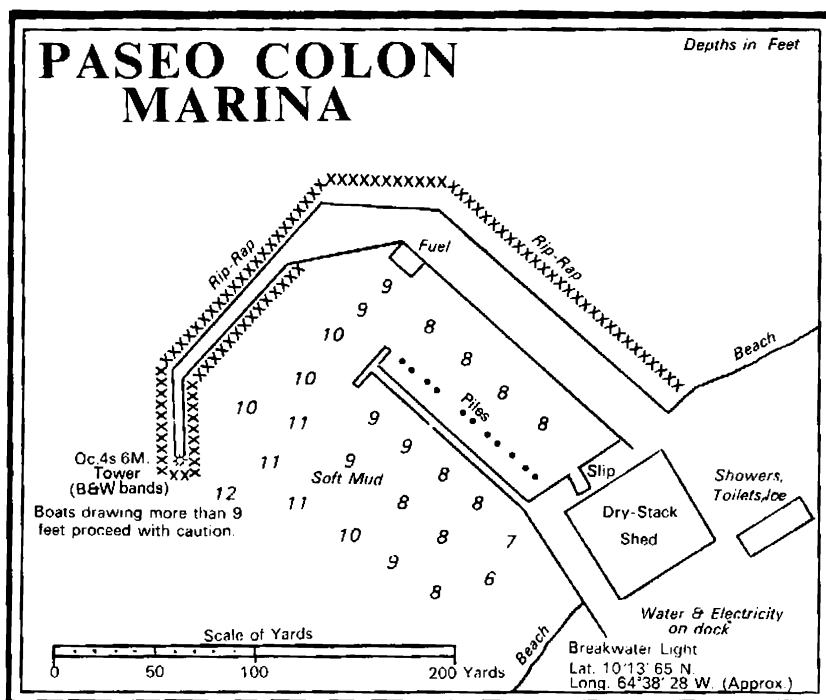 PASEO COLON
MARINA
Depths in Feet
XXXXXXXXXX
Rip-Rap
Rip-Rap
Fuel
Beach
9
9
8
10
8
8
10
8
Piles
8
10
11
9
9
Oc.4s 6M.
Tower
(B&W bands)
11
9
8
Soft Mud
Slip
Showers,
Toilets,Ice
12
11
8
8
Dry-Stack
Shed
Boats drawing more than 9
feet proceed with caution.
10
8
7
9
8
6
Water & Electricity
on dock
Beach
Scale of Yards
0 50 100 200 Yards
Breakwater Light
Lat. 10°13' 65 N.
Long. 64°38' 28 W. (Approx.)